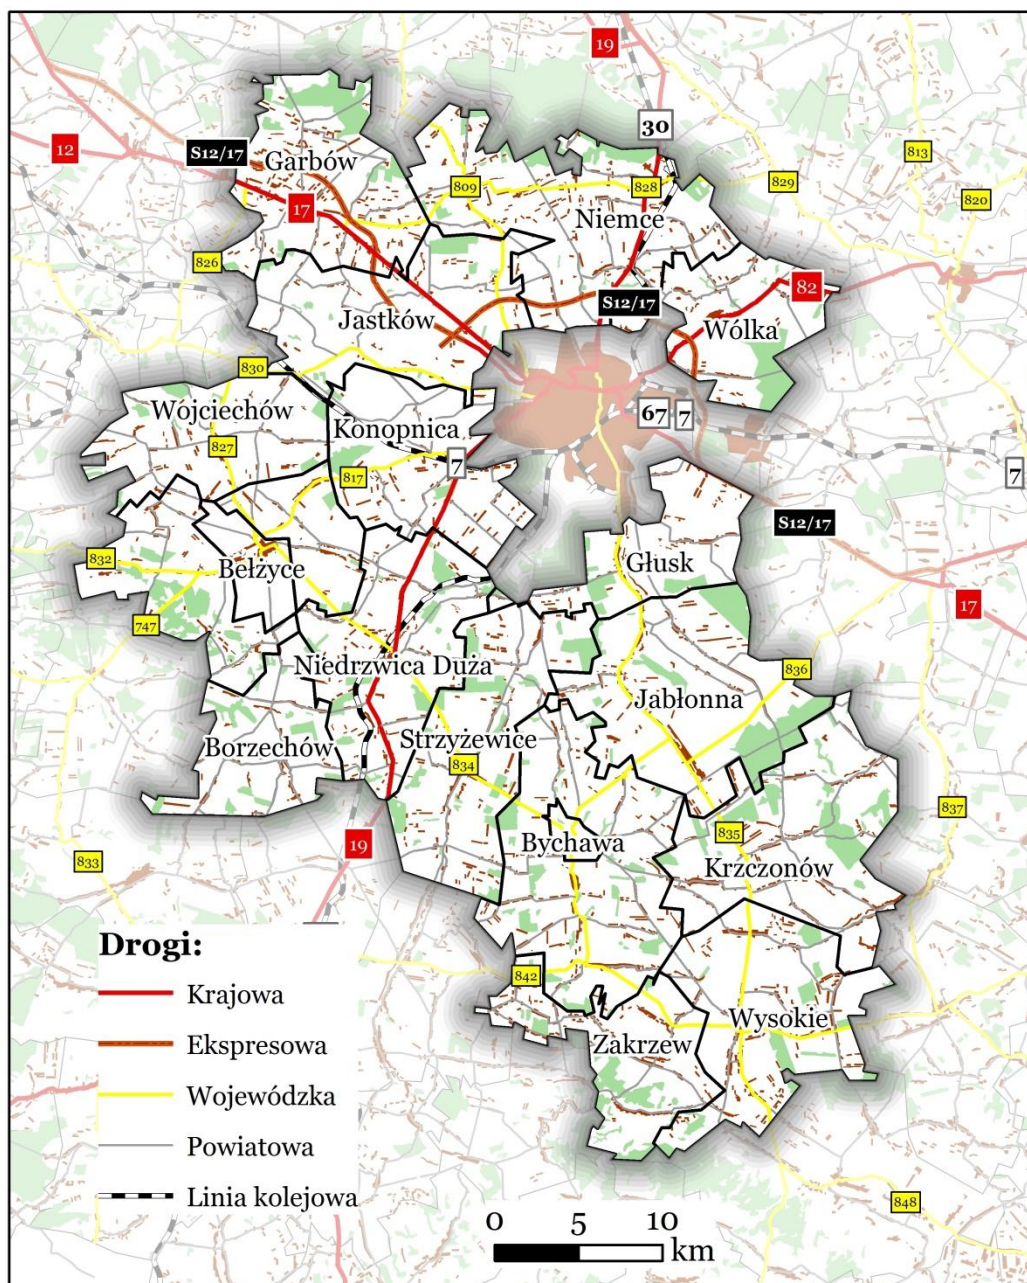 19
30
12
S12/17
813
Garbów
829
809
828
820
17
Niemce
826
82
S12/17
Jastków
Wólka
830
Wojciechów
67
7
Konopnica
827
7
817
7
S12/17
832
Bełżyce
Głusk
17
747
Niedrzwica Duża
836
Jabłonna
Borzechów
Strzyżewice
834
837
835
Bychawa
19
833
Krzczonów
Drogi:
842
Krajowa
Wysokie
Ekspresowa
Zakrzew
Wojewódzka
Powiatowa
Linia kolejowa
848
0 5 10
km